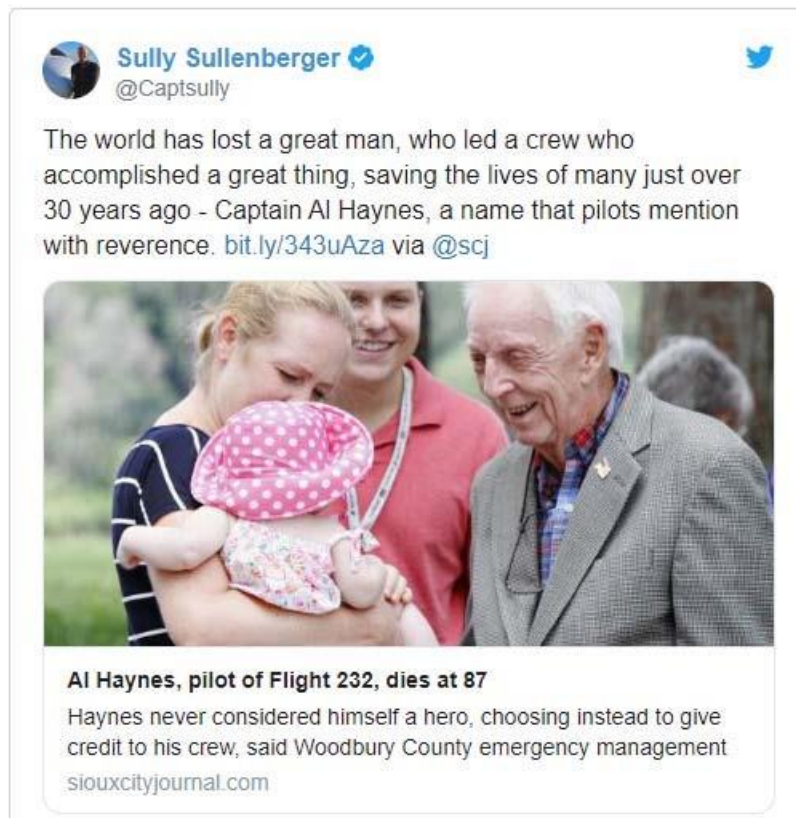 Sully Sullenberger
@Captsully
The world has lost a great man, who led a crew who
accomplished a great thing, saving the lives of many just over
30 years ago - Captain Al Haynes, a name that pilots mention
with reverence. bit.ly/343uAza via @scj
Al Haynes, pilot of Flight 232, dies at 87
Haynes never considered himself a hero, choosing instead to give
credit to his crew, said Woodbury County emergency management
siouxcityjournal.com